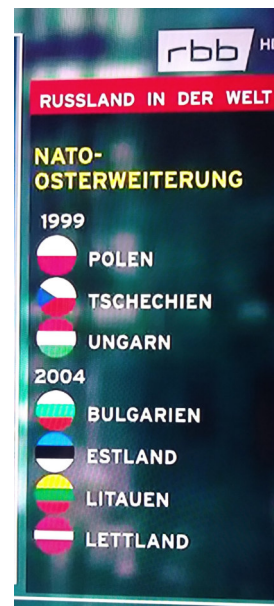 rbb
RUSSLAND IN DER WELT
NATO-
OSTERWEITERUNG
1999
POLEN
TSCHECHIEN
UNGARN
2004
BULGARIEN
ESTLAND
LITAUEN
LETTLAND